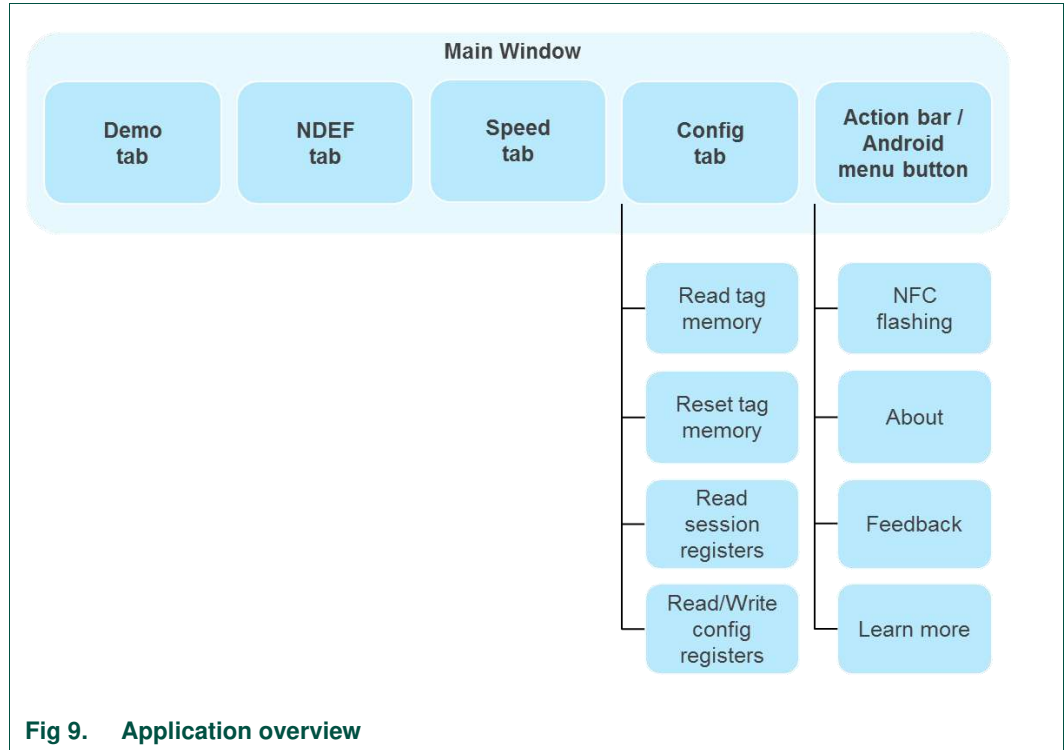 Main Window
Demo
tab
NDEF
tab
Speed
tab
Config
tab
Action bar /
Android
menu button
Read tag
memory
Reset tag
memory
Read
session
registers
Read/Write
config
registers
NFC
flashing
About
Feedback
Learn more
Fig 9. Application overview